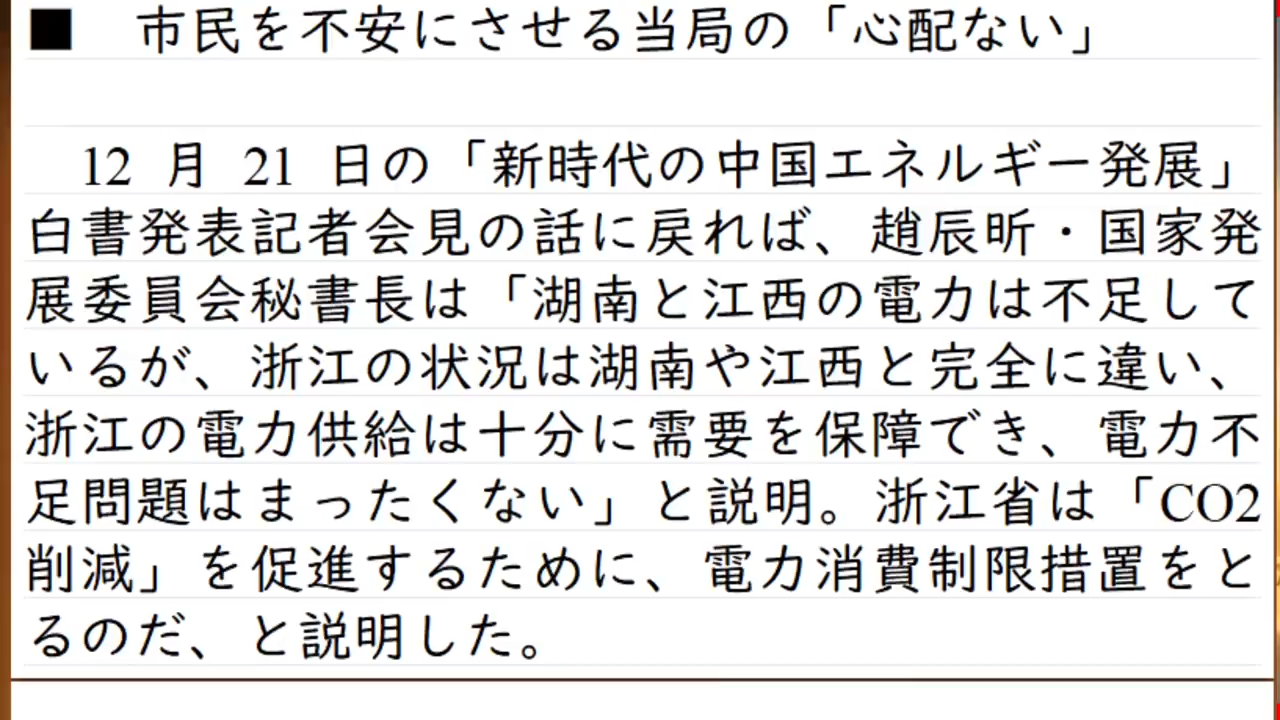 ■　市民を不安にさせる当局の「心配ない」
12 月 21 日の「新時代の中国エネルギー発展」
白書発表記者会見の話に戻れば、趙辰昕・国家発
展委員会秘書長は「湖南と江西の電力は不足して
いるが、浙江の状況は湖南や江西と完全に違い、
浙江の電力供給は十分に需要を保障でき、電力不
足問題はまったくない」と説明。浙江省は「CO2
削減」を促進するために、電力消費制限措置をと
るのだ、と説明した。